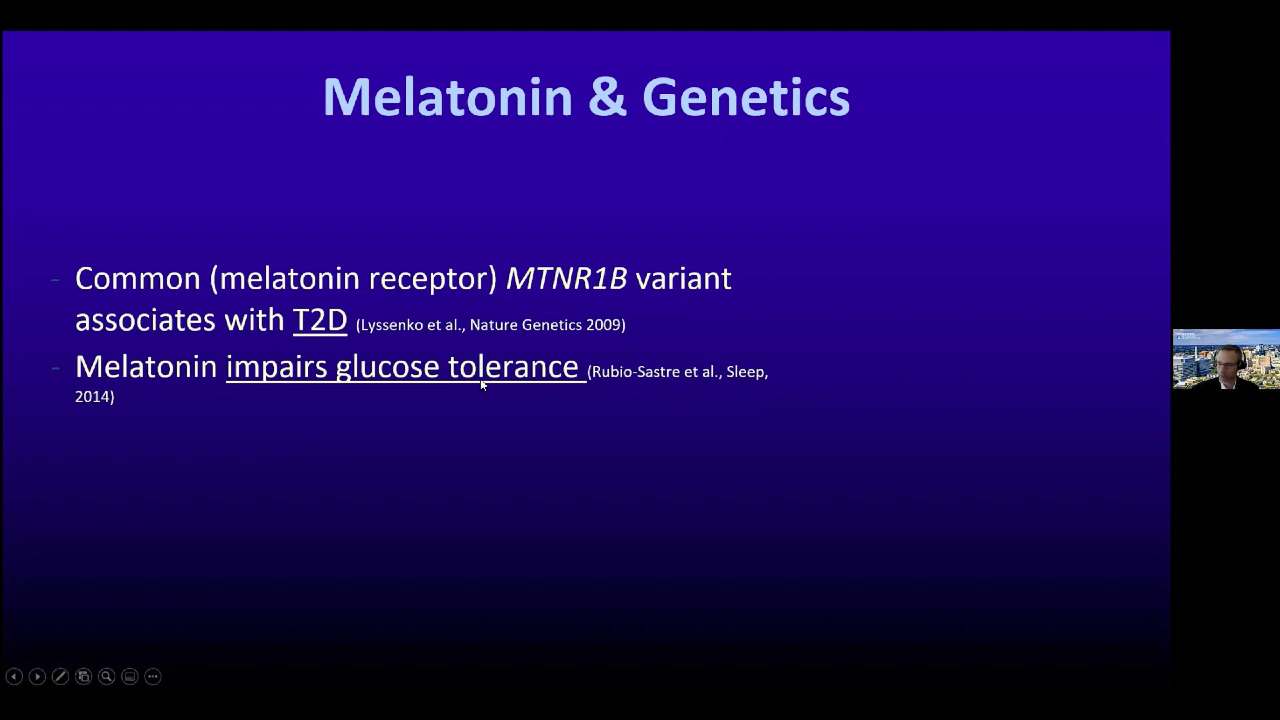 Melatonin & Genetics
- Common (melatonin receptor) MTNR1B variant
associates with T2D (Lyssenko et al., Nature Genetics 2009)
- Melatonin impairs glucose tolerance (Rubio-Sastre et al., Sleep,
2014)